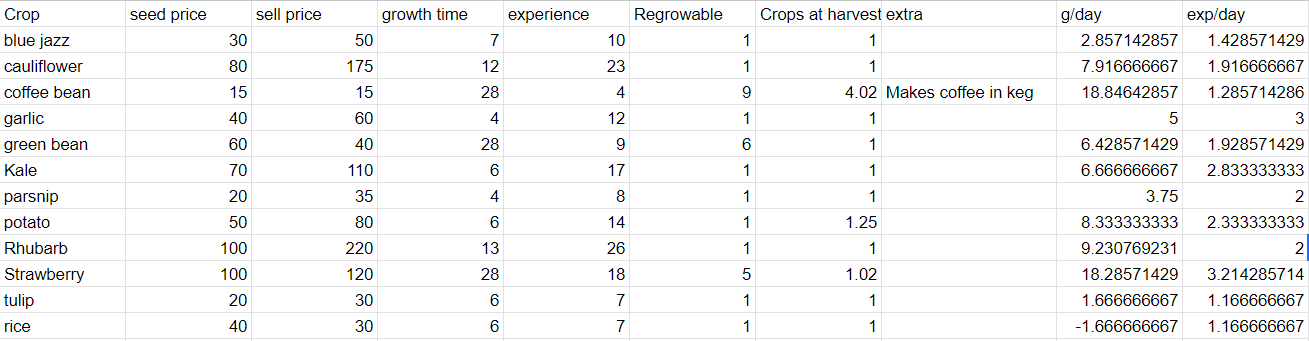 Crop seed price sell price growth time experience Regrowable Crops at harvest extra g/day exp/day
blue jazz 30 50 7 10 1 1 2.857142857 1.428571429
cauliflower 80 175 12 23 1 1 7.916666667 1.916666667
coffee bean 15 15 28 4 9 4.02 Makes coffee in keg 18.84642857 1.285714286
garlic 40 60 4 12 1 1 5 3
green bean 60 40 28 9 6 1 6.428571429 1.928571429
Kale 70 110 6 17 1 1 6.666666667 2.833333333
parsnip 20 35 4 8 1 1 3.75 2
potato 50 80 6 14 1 1.25 8.333333333 2.333333333
Rhubarb 100 220 13 26 1 1 9.230769231 2
Strawberry 100 120 28 18 5 1.02 18.28571429 3.214285714
tulip 20 30 6 7 1 1 1.666666667 1.166666667
rice 40 30 6 7 1 1 -1.666666667 1.166666667